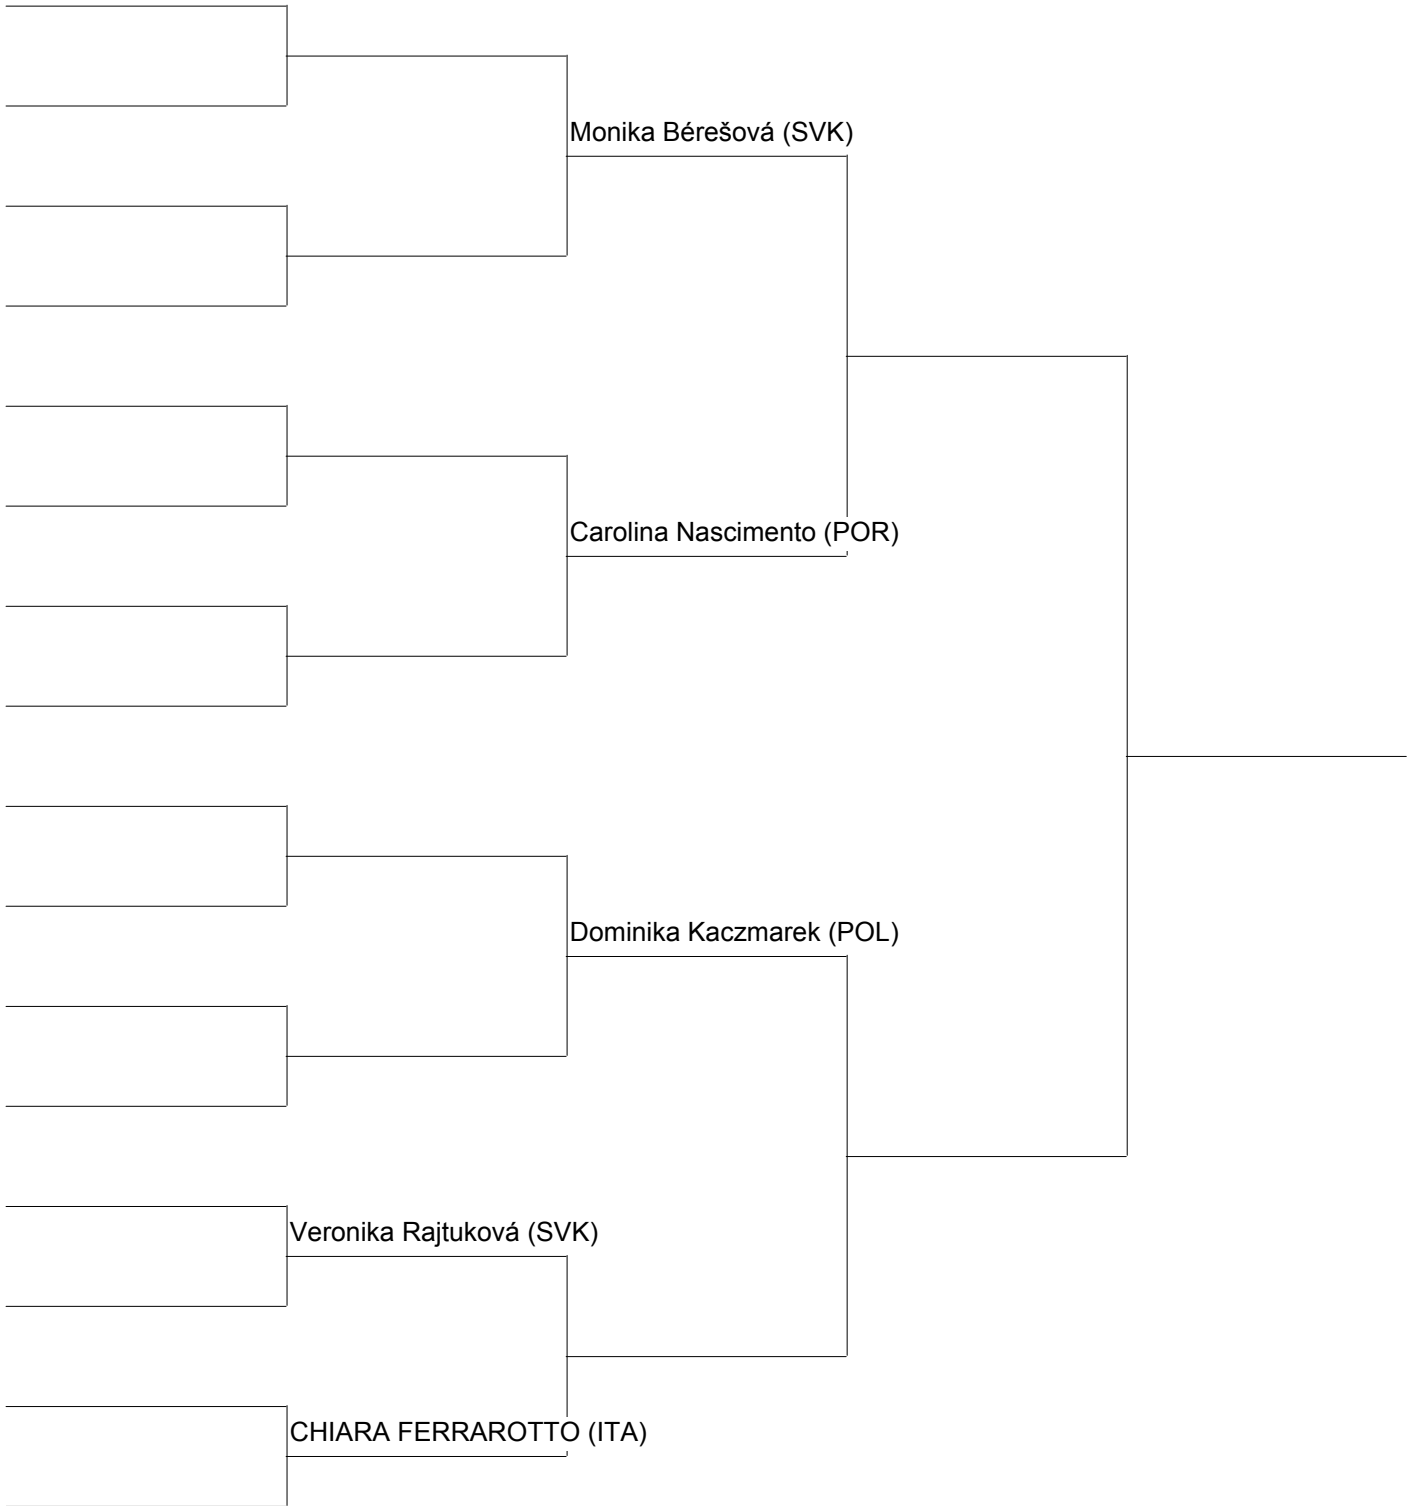 Monika Bérešová (SVK)
Carolina Nascimento (POR)
Dominika Kaczmarek (POL)
Veronika Rajtuková (SVK)
CHIARA FERRAROTTO (ITA)